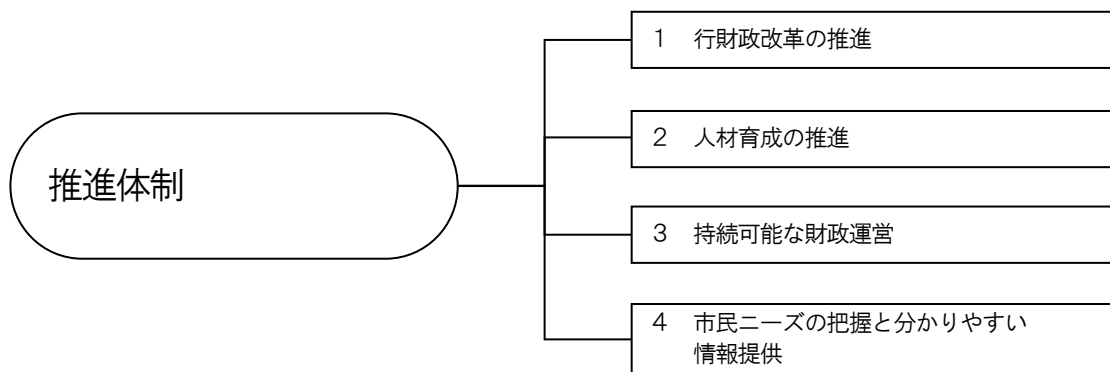 推進体制
1　行財政改革の推進
2　人材育成の推進
3　持続可能な財政運営
4　市民ニーズの把握と分かりやすい
情報提供